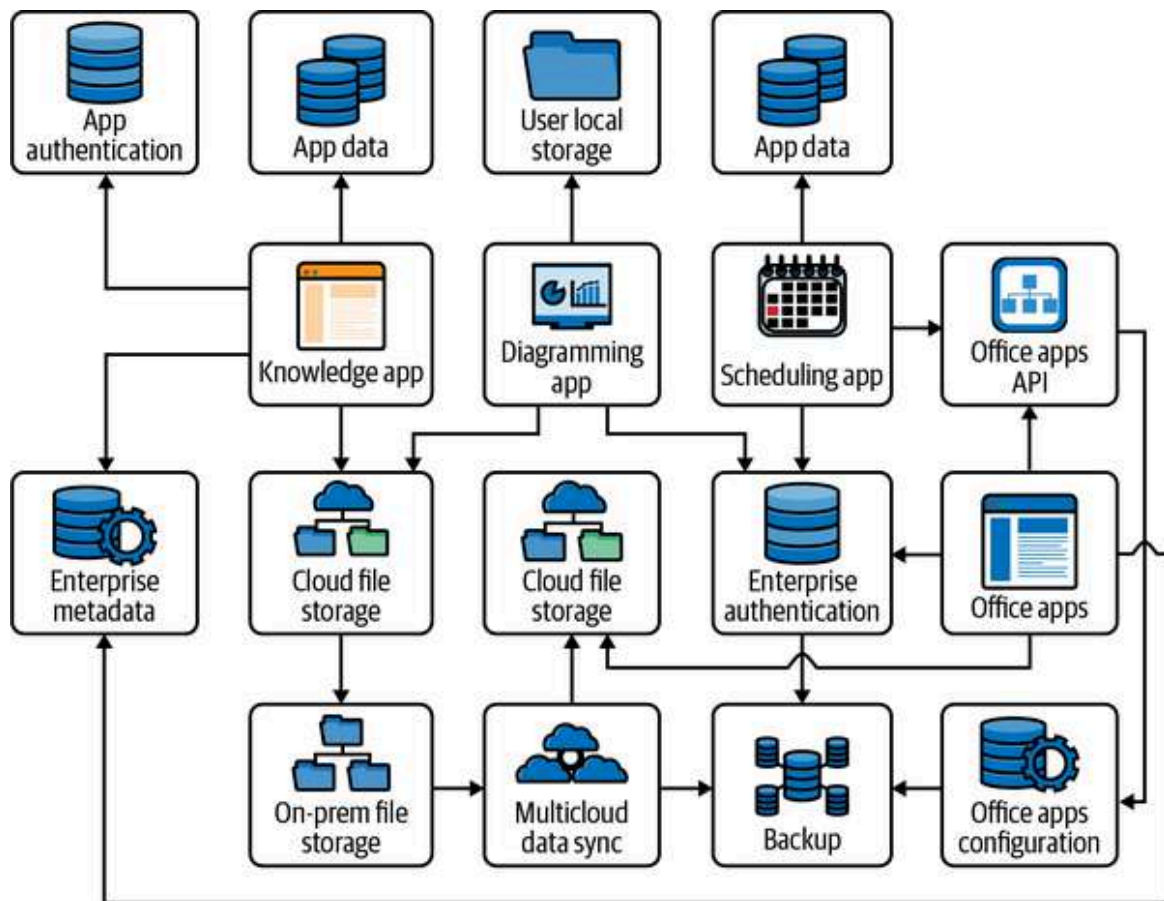 App
authentication
App data
User local
storage
App data
Knowledge app
Diagramming
app
Scheduling app
Office apps
API
Enterprise
metadata
Cloud file
storage
Cloud file
storage
Enterprise
authentication
Office apps
On-prem file
storage
Multicloud
data sync
Backup
Office apps
configuration